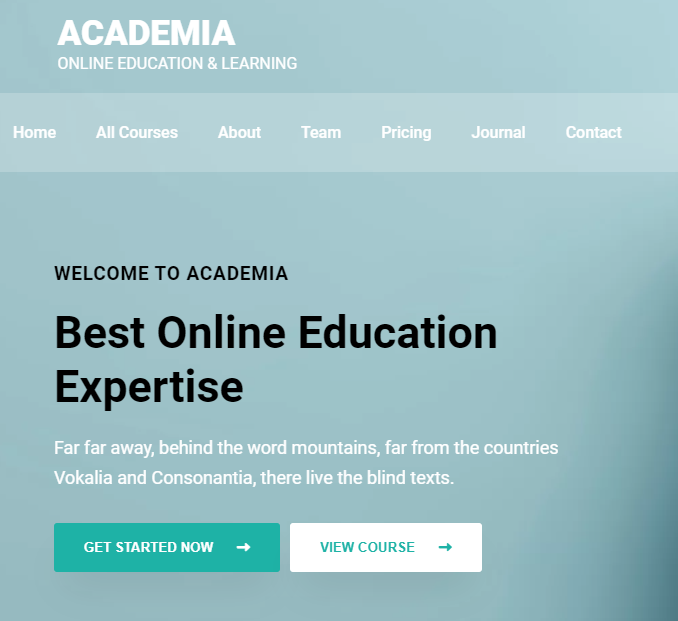 ACADEMIA
ONLINE EDUCATION & LEARNING
Home All Courses About Team Pricing Journal Contact
WELCOME TO ACADEMIA
Best Online Education
Expertise
Far far away, behind the word mountains, far from the countries
Vokalia and Consonantia, there live the blind texts.
GET STARTED NOW → VIEW COURSE →